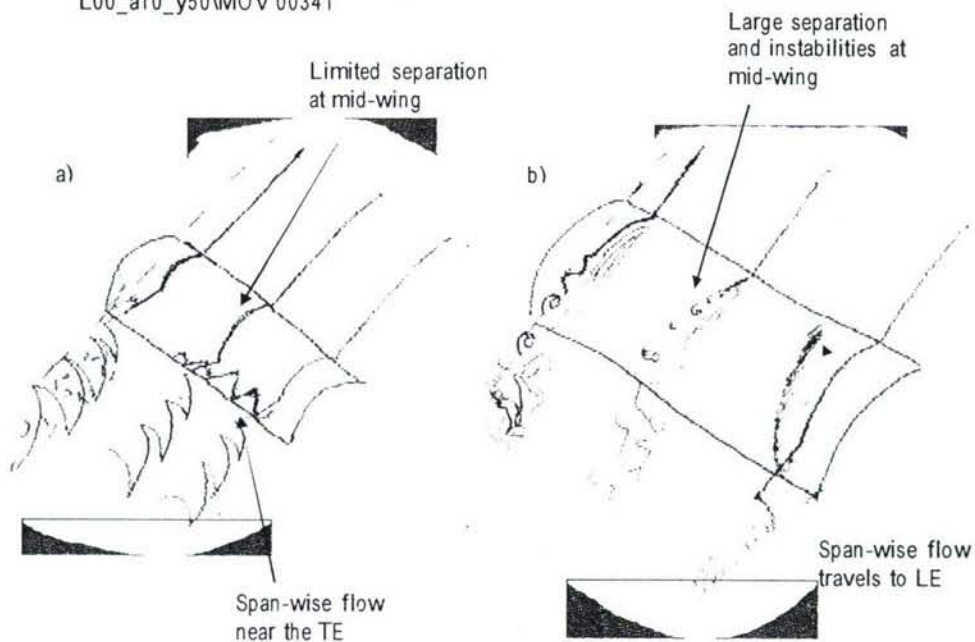 Large separation
and instabilities at
mid-wing
Limited separation
at mid-wing
a)
b)
Span-wise flow
near the TE
Span-wise flow
travels to LE